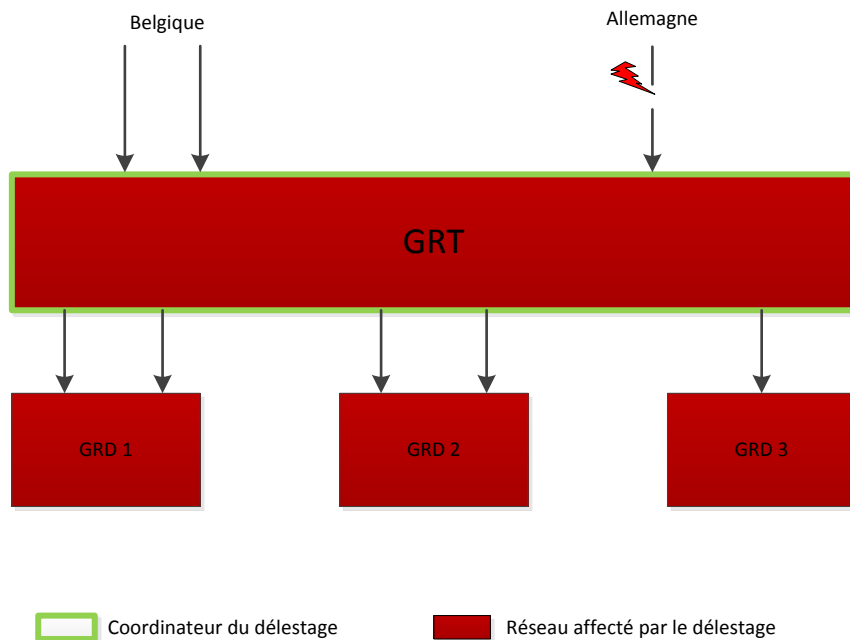 Belgique
Allemagne
GRT
GRD 1
GRD 2
GRD 3
Coordinateur du délestage
Réseau affecté par le délestage